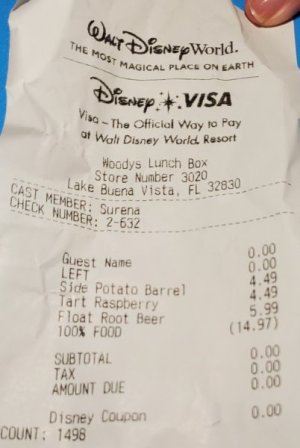 WALT DISNEY World.
THE MOST MAGICAL PLACE ON EARTH
DISNEY VISA
Visa – The Official Way to Pay
at Walt Disney World Resort
Woodys Lunch Box
Store Number 3020
Lake Buena Vista, FL 32830
CAST MEMBER: Surena
CHECK NUMBER: 2-632
Guest Name 0.00
LEFT 0.00
Side Potato Barrel 4.49
Tart Raspberry 4.49
Float Root Beer 5.99
100% FOOD (14.97)
SUBTOTAL 0.00
TAX 0.00
AMOUNT DUE 0.00
Disney Coupon 0.00
COUNT: 1498